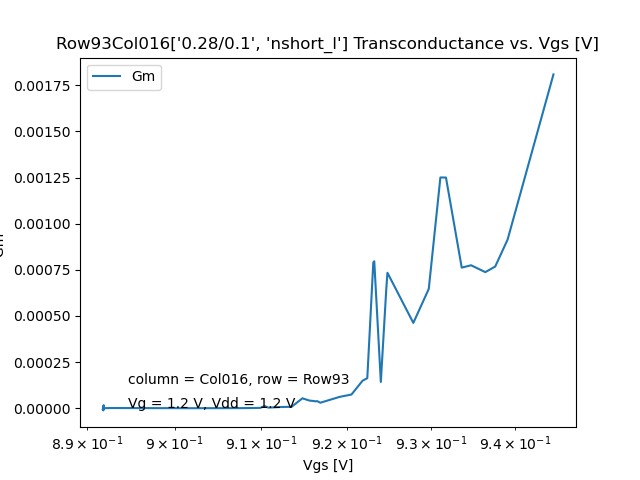 Row93Col016['0.28/0.1', 'nshort_l'] Transconductance vs. Vgs [V]
Gm
0.00175
0.00150
0.00125
0.00100
0.00075
0.00050
0.00025
0.00000
column = Col016, row = Row93
Vg = 1.2 V, Vdd = 1.2 V
8.9 × 10⁻¹ 9 × 10⁻¹ 9.1 × 10⁻¹ 9.2 × 10⁻¹ 9.3 × 10⁻¹ 9.4 × 10⁻¹
Vgs [V]